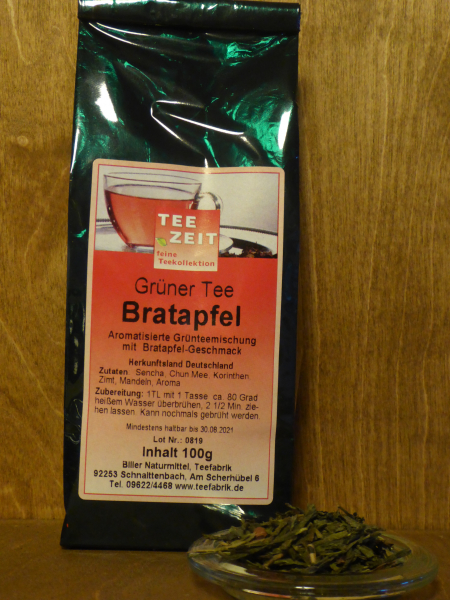 TEE
ZEIT
feine
Teekollektion
Grüner Tee
Bratapfel
Aromatisierte Grünteemischung
mit Bratapfel-Geschmack
Herkunftsland Deutschland
Zutaten: Sencha, Chun Mee, Korinthen,
Zimt, Mandeln, Aroma
Zubereitung: 1TL mit 1 Tasse ca. 80 Grad
heißem Wasser überbrühen, 2 1/2 Min. zie-
hen lassen. Kann nochmals gebrüht werden.
Mindestens haltbar bis 30.08.2021
Lot Nr.: 0819
Inhalt 100g
Biller Naturmittel, Teefabrik
92253 Schnaittenbach, Am Scherhübel 6
Tel. 09622/4468 www.teefabrik.de